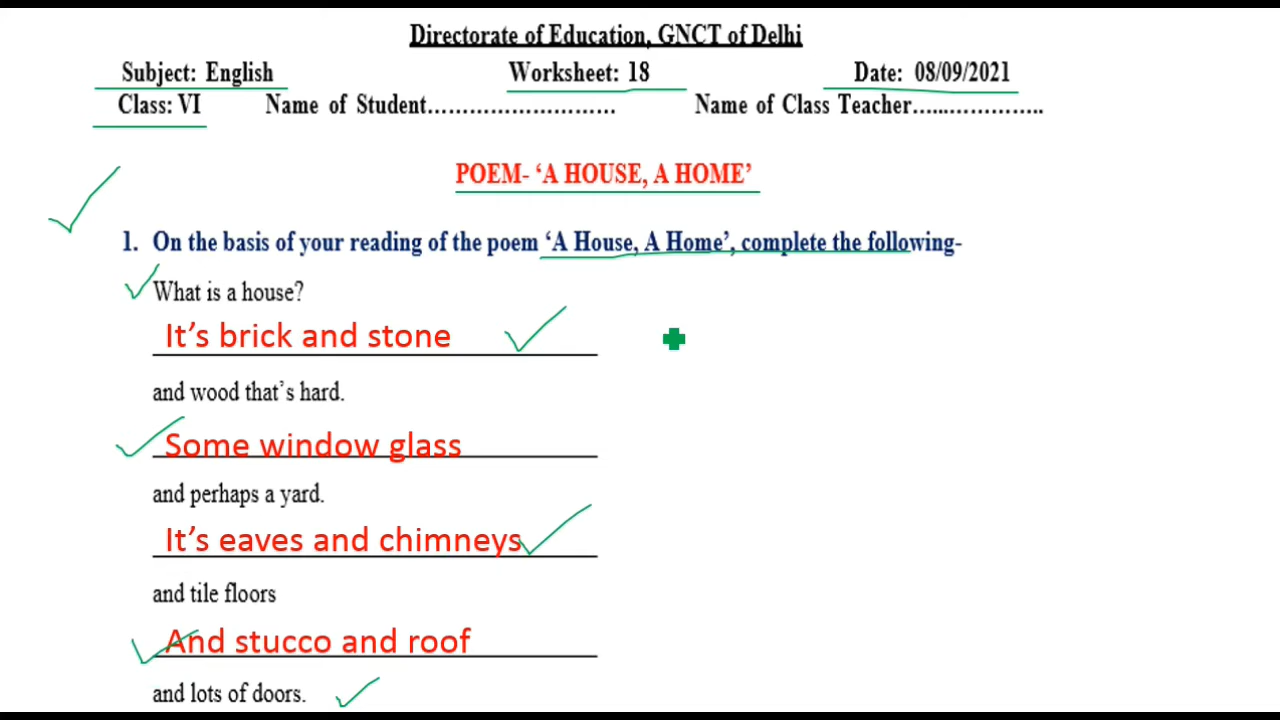 Directorate of Education, GNCT of Delhi
Subject: English Worksheet: 18 Date: 08/09/2021
Class: VI Name of Student............................ Name of Class Teacher....................
POEM- ‘A HOUSE, A HOME’
1. On the basis of your reading of the poem ‘A House, A Home’, complete the following-
What is a house?
It’s brick and stone
and wood that’s hard.
Some window glass
and perhaps a yard.
It’s eaves and chimneys
and tile floors
And stucco and roof
and lots of doors.